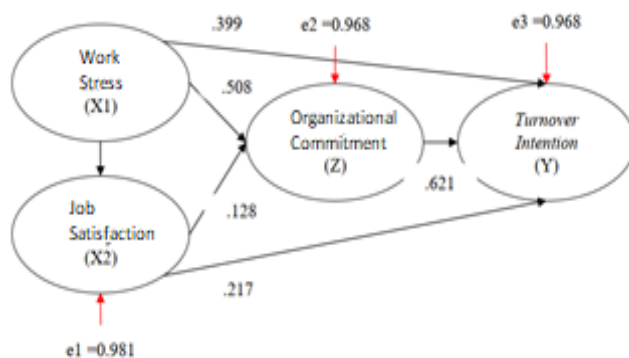 .399
e2 =0.968
e3 =0.968
Work
Stress
(X1)
.508
Organizational
Commitment
(Z)
Turnover
Intention
(Y)
.621
Job
Satisfaction
(X2)
.128
.217
e1 =0.981